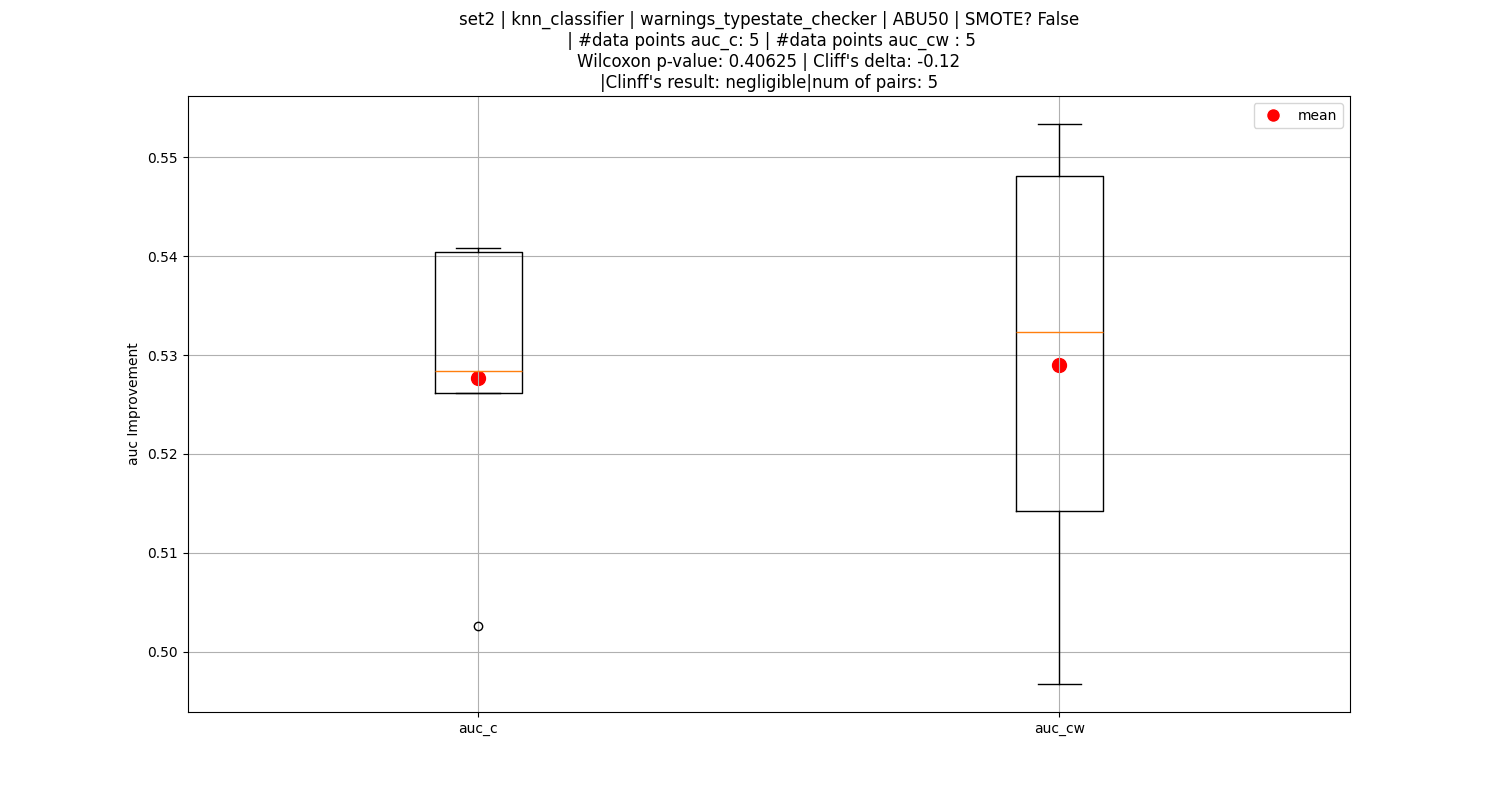 set2 | knn_classifier | warnings_typestate_checker | ABU50 | SMOTE? False
| #data points auc_c: 5 | #data points auc_cw : 5
Wilcoxon p-value: 0.40625 | Cliff's delta: -0.12
|Clinff's result: negligible|num of pairs: 5
mean
0.55
0.54
0.53
0.52
0.51
0.50
auc Improvement
auc_c
auc_cw